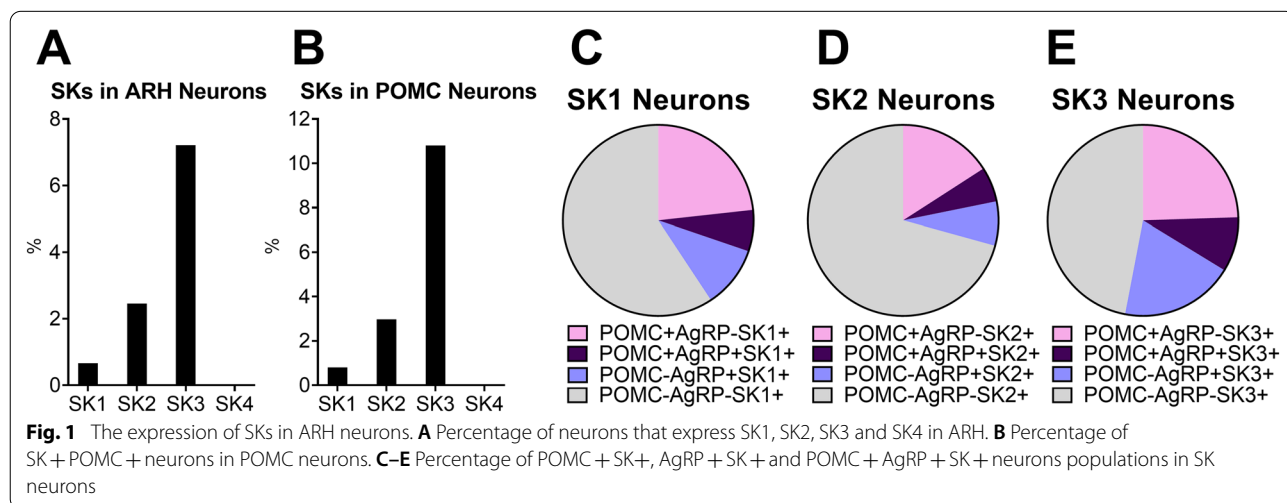 A
SKs in ARH Neurons
8
6
4
2
0
%
SK1 SK2 SK3 SK4
B
SKs in POMC Neurons
12
10
8
6
4
2
0
%
SK1 SK2 SK3 SK4
C
SK1 Neurons
POMC+AgRP-SK1+
POMC+AgRP+SK1+
POMC-AgRP+SK1+
POMC-AgRP-SK1+
D
SK2 Neurons
POMC+AgRP-SK2+
POMC+AgRP+SK2+
POMC-AgRP+SK2+
POMC-AgRP-SK2+
E
SK3 Neurons
POMC+AgRP-SK3+
POMC+AgRP+SK3+
POMC-AgRP+SK3+
POMC-AgRP-SK3+
Fig. 1 The expression of SKs in ARH neurons. A Percentage of neurons that express SK1, SK2, SK3 and SK4 in ARH. B Percentage of
SK + POMC + neurons in POMC neurons. C–E Percentage of POMC + SK+, AgRP + SK + and POMC + AgRP + SK + neurons populations in SK
neurons